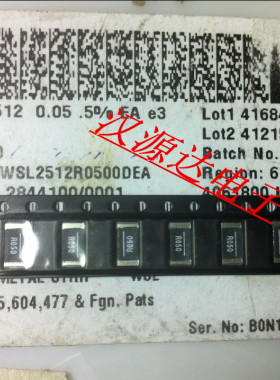 512 0.05 .5% EA e3
Lot1 41684
Lot2 4121
Batch No.
WSL2512R0500DEA
Region: 6
2844100/0001
汉源达电子
R050 R050 R050 R050 R050
METAL STRIP WSL
5,604,477 & Fgn. Pats
Ser. No: B0N1